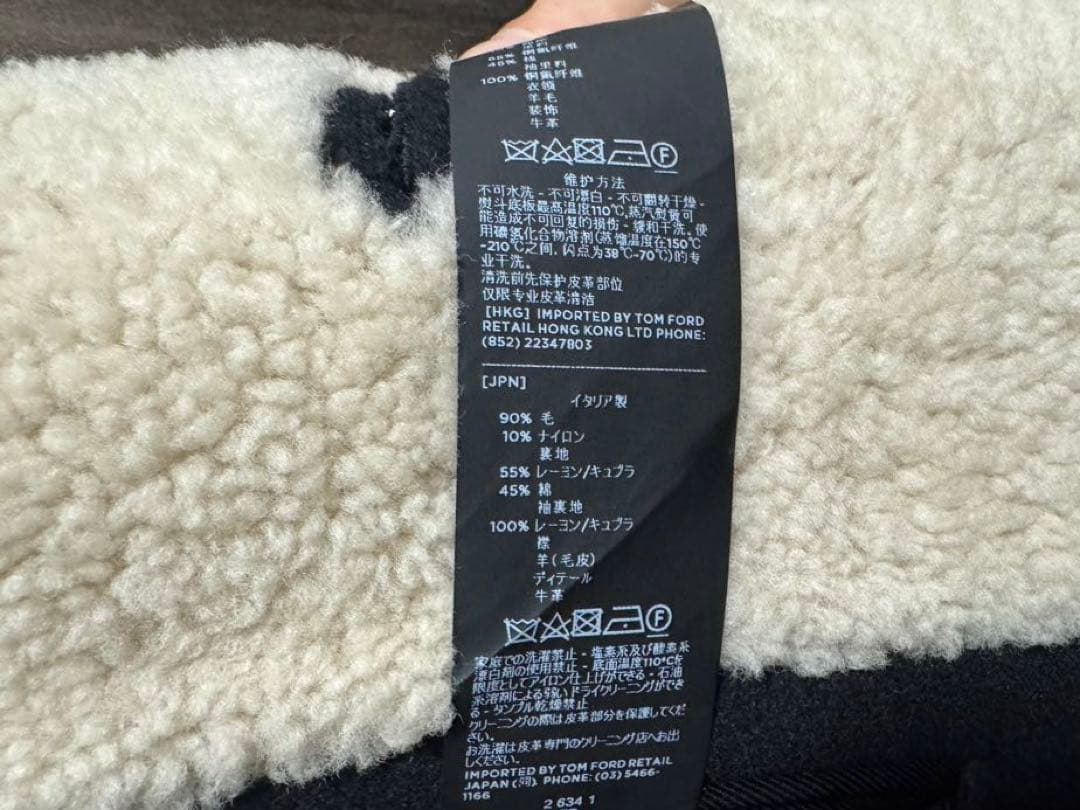 55% 铜氨纤维
45% 棉
袖里料
100% 铜氨纤维
衣领
羊毛
装饰
牛革
F
维护方法
不可水洗 - 不可漂白 - 不可翻转干燥 -
熨斗底板最高温度110℃,蒸汽熨烫可
能造成不可回复的损伤 - 缓和干洗。使
用碘氢化合物溶剂(蒸馏温度在150℃
-210℃之间, 闪点为38℃-70℃)的专
业干洗。
清洗前先保护皮革部位
仅限专业皮革清洁
[HKG] IMPORTED BY TOM FORD
RETAIL HONG KONG LTD PHONE:
(852) 22347803
[JPN]
イタリア製
90% 毛
10% ナイロン
裏地
55% レーヨン/キュプラ
45% 綿
袖裏地
100% レーヨン/キュプラ
襟
羊(毛皮)
ディテール
牛革
F
家庭での洗濯禁止 - 塩素系及び酸素系
漂白剤の使用禁止 - 底面温度110℃を
限度としてアイロン仕上げができる - 石油
系溶剤による弱いドライクリーニングができ
る - タンブル乾燥禁止
クリーニングの際は皮革部分を保護してくだ
さい。
お洗濯は皮革専門のクリーニング店へお出
しください。
IMPORTED BY TOM FORD RETAIL
JAPAN (同). PHONE: (03) 5466-
1166
2 634 1